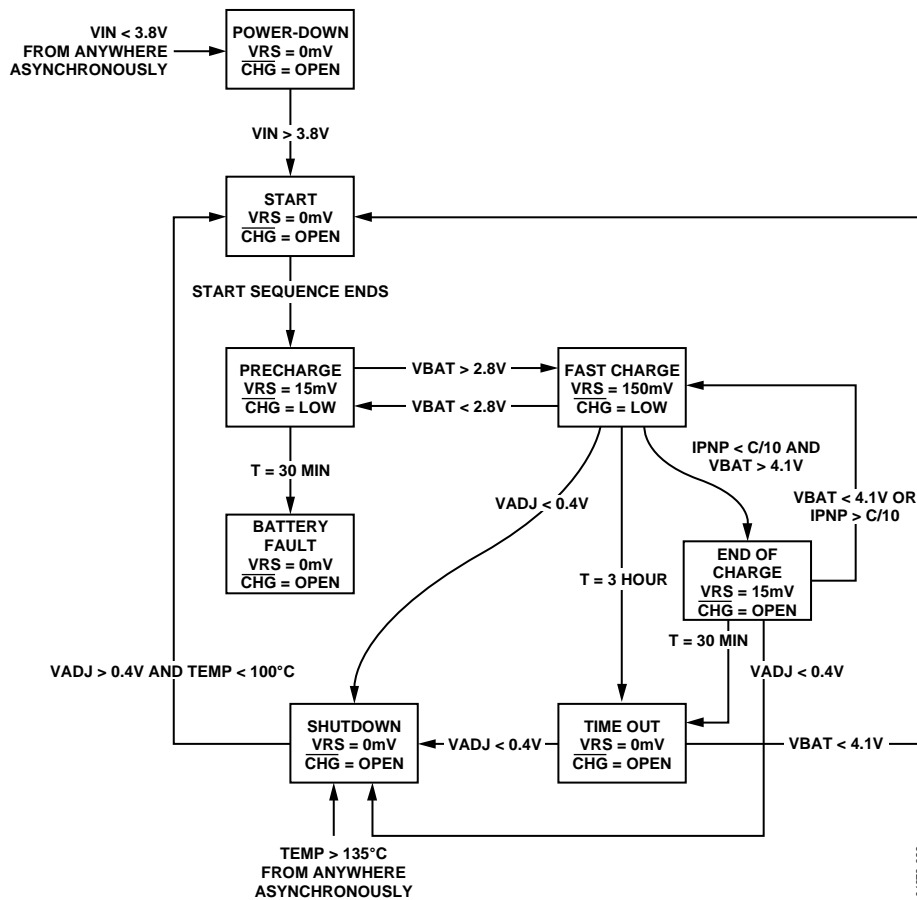 VIN < 3.8V
FROM ANYWHERE
ASYNCHRONOUSLY
POWER-DOWN
VRS = 0mV
CHG = OPEN
VIN > 3.8V
START
VRS = 0mV
CHG = OPEN
START SEQUENCE ENDS
PRECHARGE
VRS = 15mV
CHG = LOW
VBAT > 2.8V
VBAT < 2.8V
FAST CHARGE
VRS = 150mV
CHG = LOW
T = 30 MIN
BATTERY
FAULT
VRS = 0mV
CHG = OPEN
VADJ < 0.4V
T = 3 HOUR
IPNP < C/10 AND
VBAT > 4.1V
VBAT < 4.1V OR
IPNP > C/10
END OF
CHARGE
VRS = 15mV
CHG = OPEN
T = 30 MIN
VADJ < 0.4V
VADJ > 0.4V AND TEMP < 100°C
SHUTDOWN
VRS = 0mV
CHG = OPEN
VADJ < 0.4V
TIME OUT
VRS = 0mV
CHG = OPEN
VBAT < 4.1V
TEMP > 135°C
FROM ANYWHERE
ASYNCHRONOUSLY